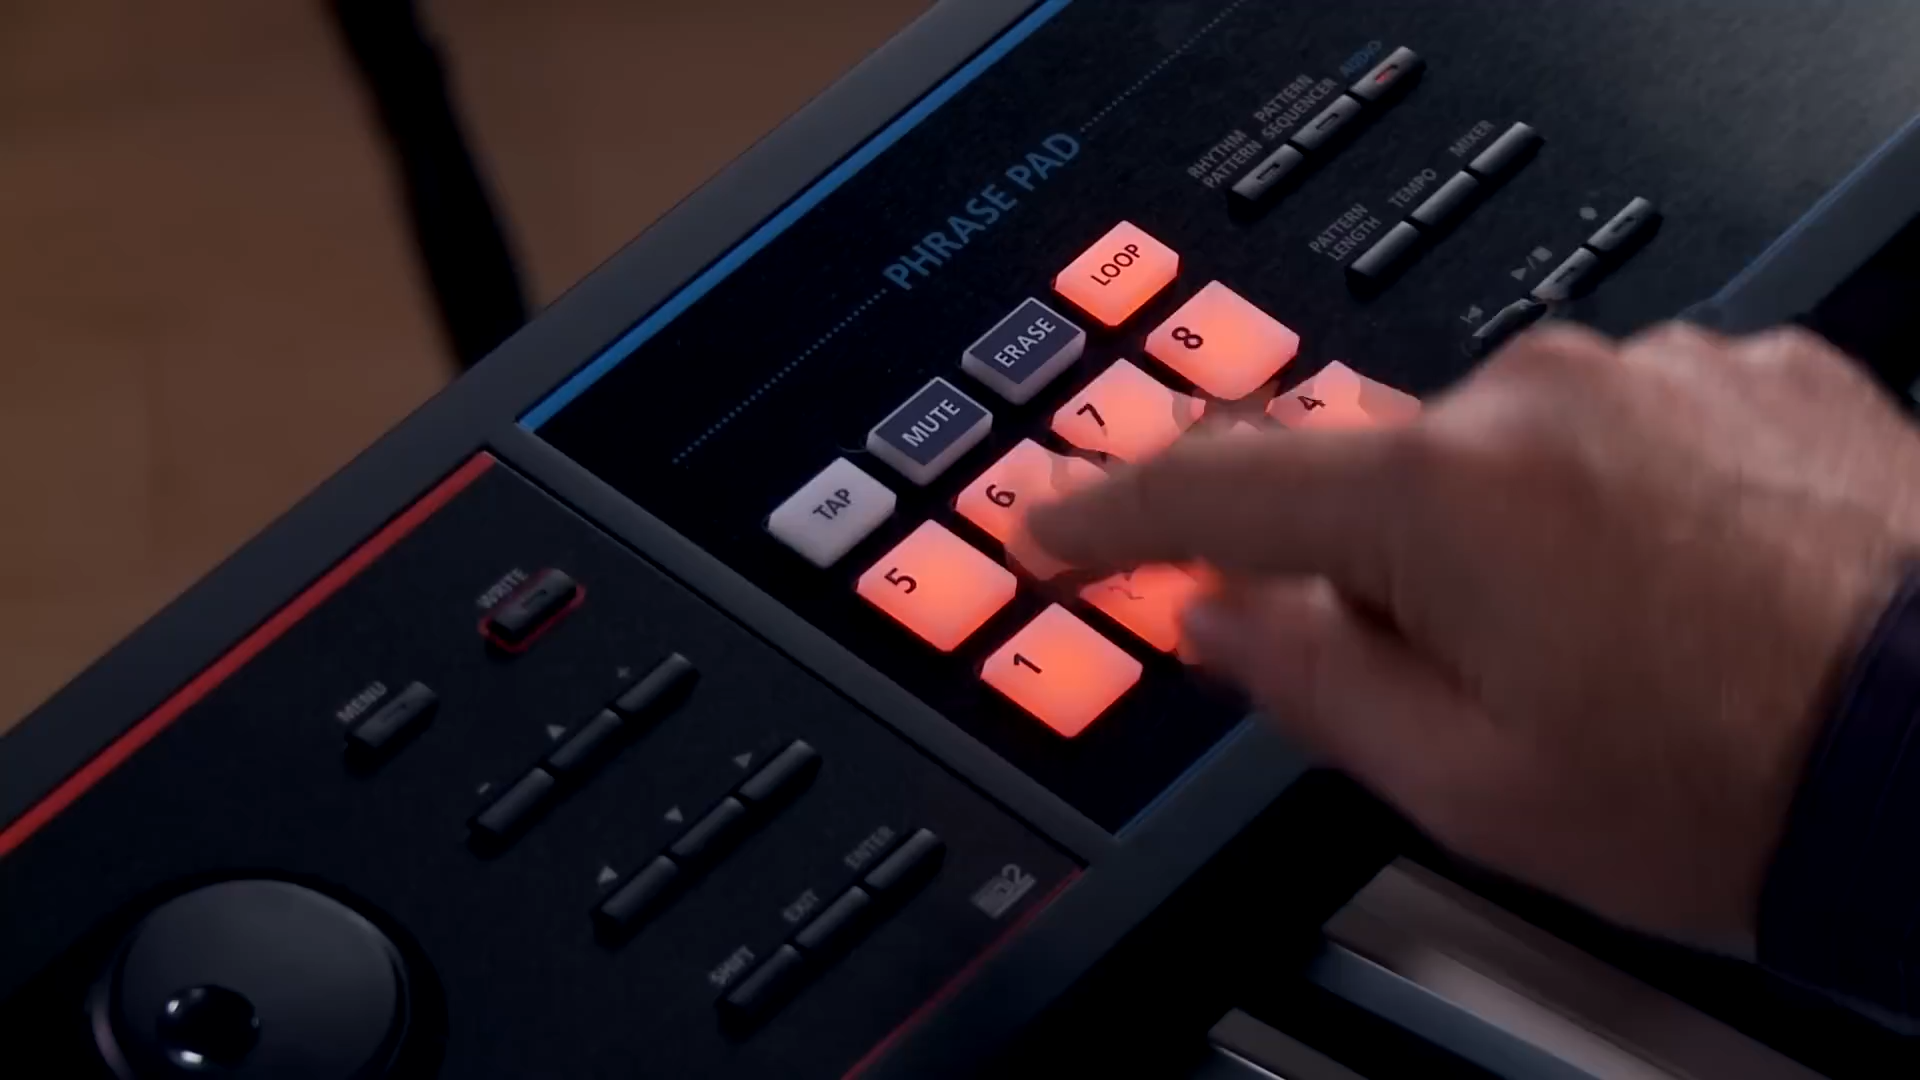 PHRASE PAD
RHYTHM
PATTERN
PATTERN
SEQUENCER
AUDIO
PATTERN
LENGTH
TEMPO
MIXER
LOOP
ERASE
MUTE
TAP
8
7
6
5
4
2
1
WRITE
MENU
+
-
ENTER
EXIT
SHIFT